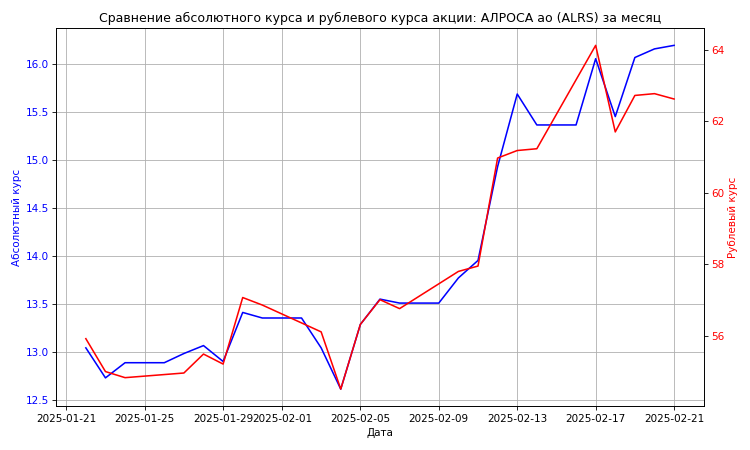 Сравнение абсолютного курса и рублевого курса акции: АЛРОСА ао (ALRS) за месяц
Абсолютный курс
16.0
15.5
15.0
14.5
14.0
13.5
13.0
12.5
64
62
60
58
56
Рублевый курс
2025-01-21 2025-01-25 2025-01-29 2025-02-01 2025-02-05 2025-02-09 2025-02-13 2025-02-17 2025-02-21
Дата